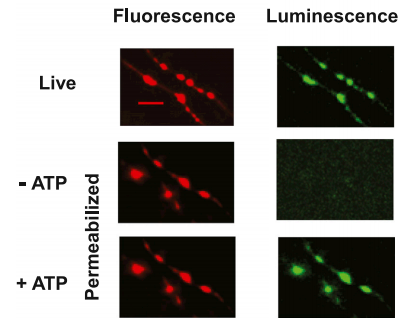 Fluorescence Luminescence
Live
- ATP
Permeabilized
+ ATP